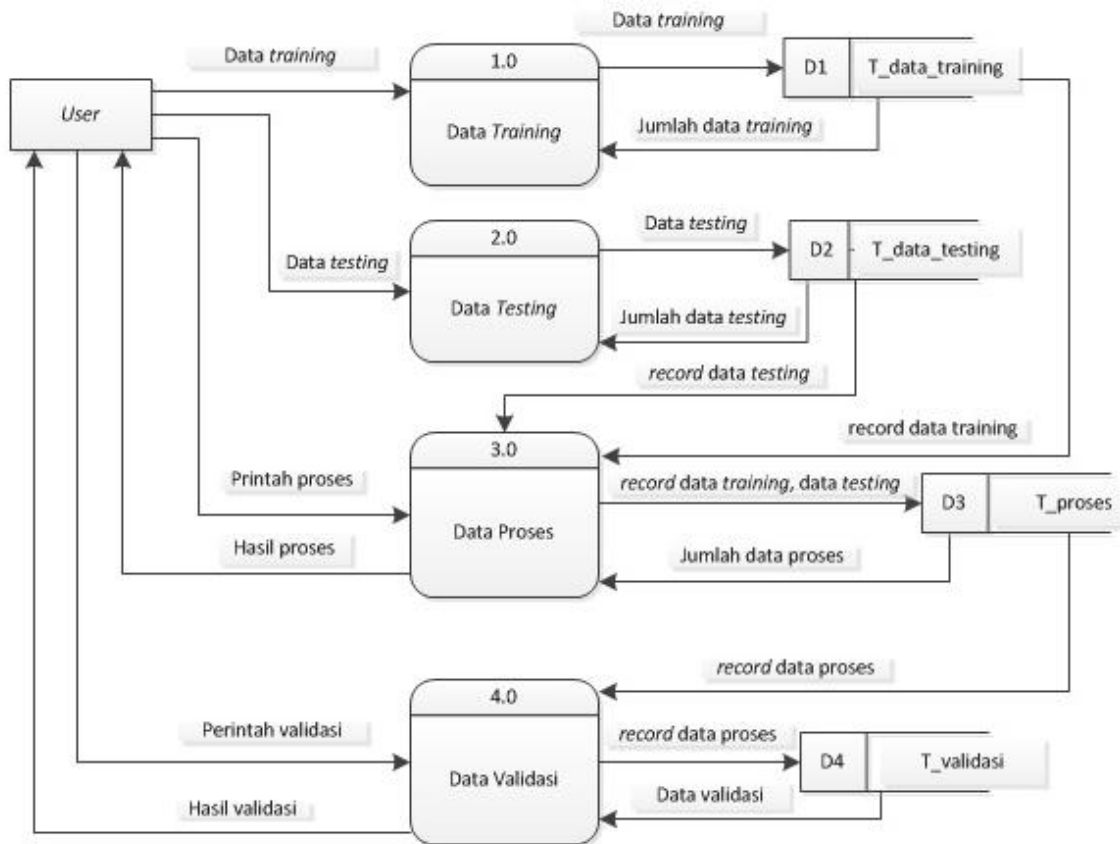 Data training
Data training
1.0
D1
T_data_training
User
Data Training
Jumlah data training
2.0
Data testing
D2
T_data_testing
Data testing
Data Testing
Jumlah data testing
record data testing
3.0
record data training
Printah proses
record data training, data testing
D3
T_proses
Data Proses
Hasil proses
Jumlah data proses
record data proses
4.0
Perintah validasi
record data proses
D4
T_validasi
Data Validasi
Data validasi
Hasil validasi